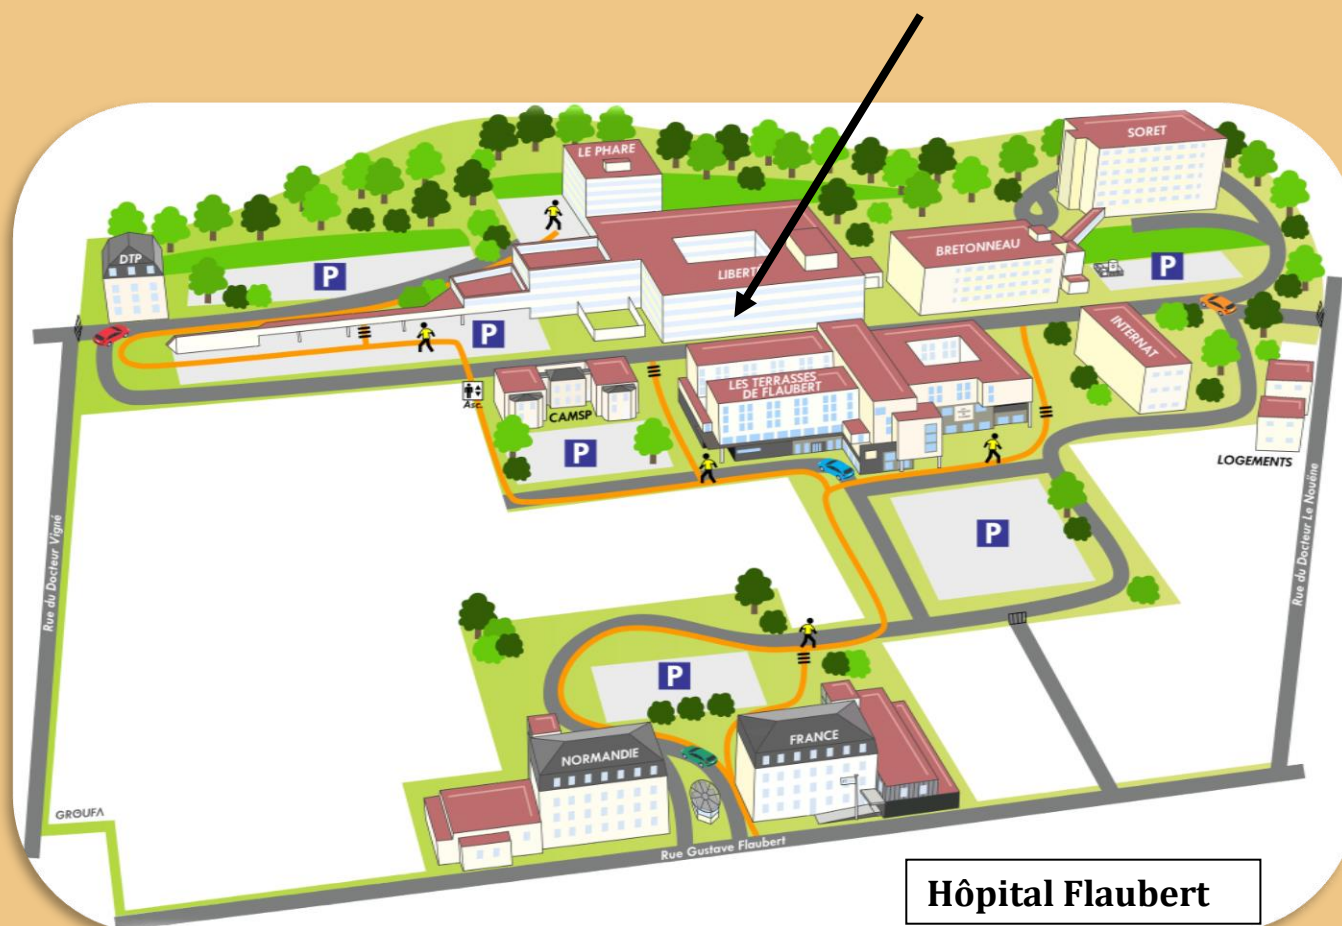 LE PHARE
SORET
DTP
BRETONNEAU
P
LIBERT
P
P
INTERNAT
LES TERRASSES
DE FLAUBERT
Asc.
CAMSP
P
LOGEMENTS
P
Rue du Docteur Vigné
Rue du Docteur Le Nouëne
P
FRANCE
NORMANDIE
GROUFA
Rue Gustave Flaubert
Hôpital Flaubert